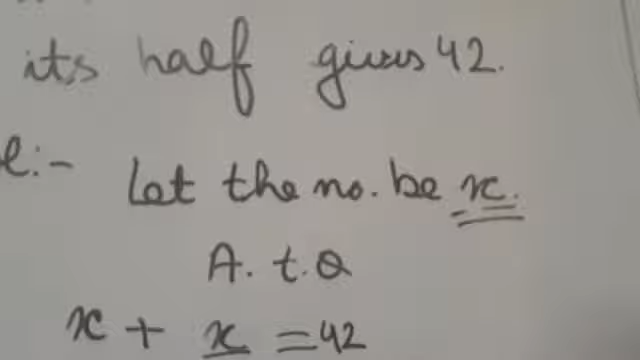 its half gives 42.
Let the no. be x.
A. t. Q
x + x = 42